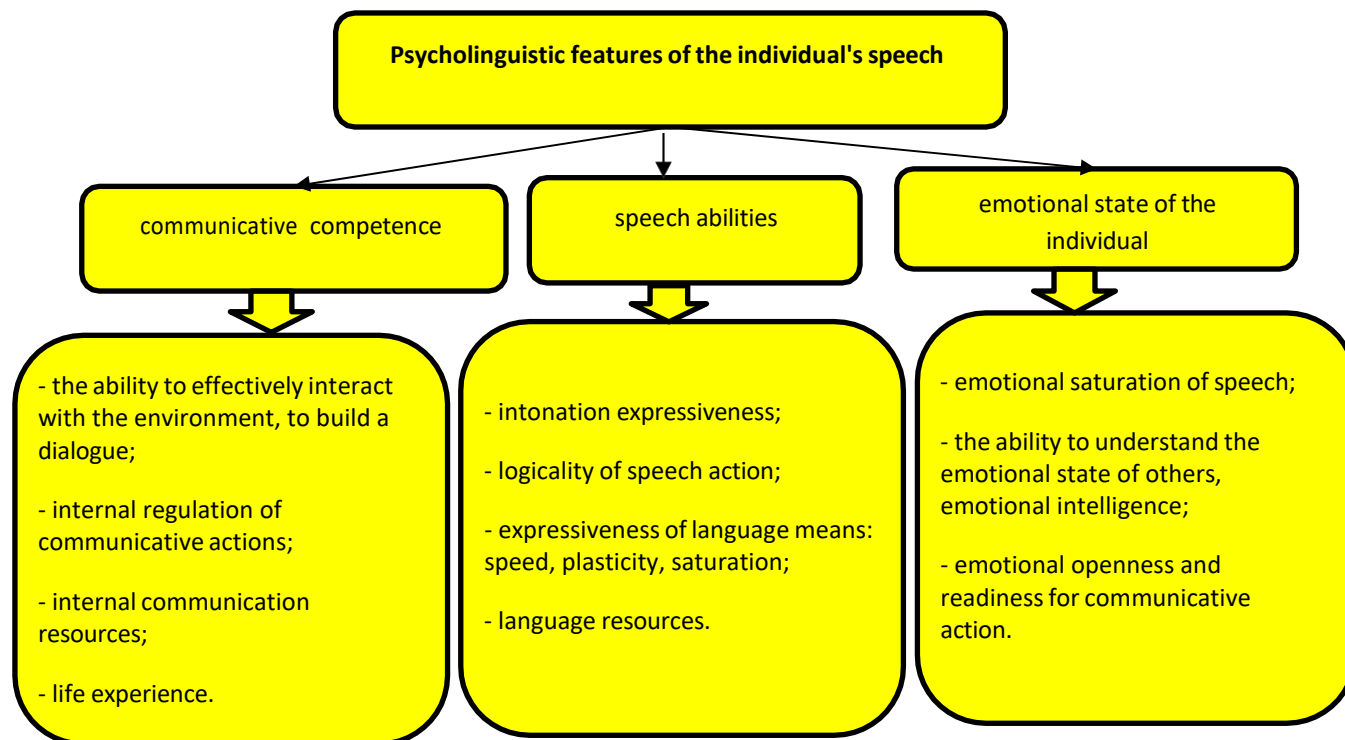 Psycholinguistic features of the individual's speech
communicative competence
speech abilities
emotional state of the
individual
- the ability to effectively interact
with the environment, to build a
dialogue;
- internal regulation of
communicative actions;
- internal communication
resources;
- life experience.
- intonation expressiveness;
- logicality of speech action;
- expressiveness of language means:
speed, plasticity, saturation;
- language resources.
- emotional saturation of speech;
- the ability to understand the
emotional state of others,
emotional intelligence;
- emotional openness and
readiness for communicative
action.